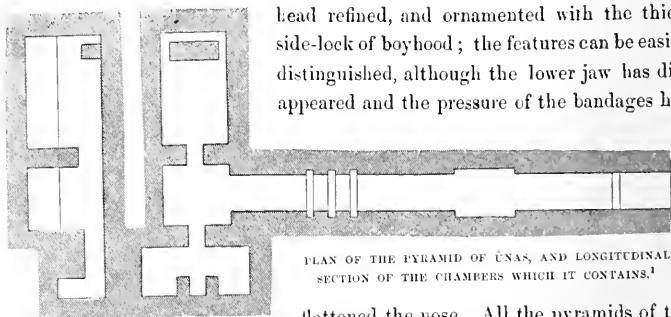 head refined, and ornamented with the thic
side-lock of boyhood ; the features can be easi
distinguished, although the lower jaw has di
appeared and the pressure of the bandages h
PLAN OF THE PYRAMID OF ÛNAS, AND LONGITUDINAL
SECTION OF THE CHAMBERS WHICH IT CONTAINS.¹
flattened the nose. All the pyramids of t